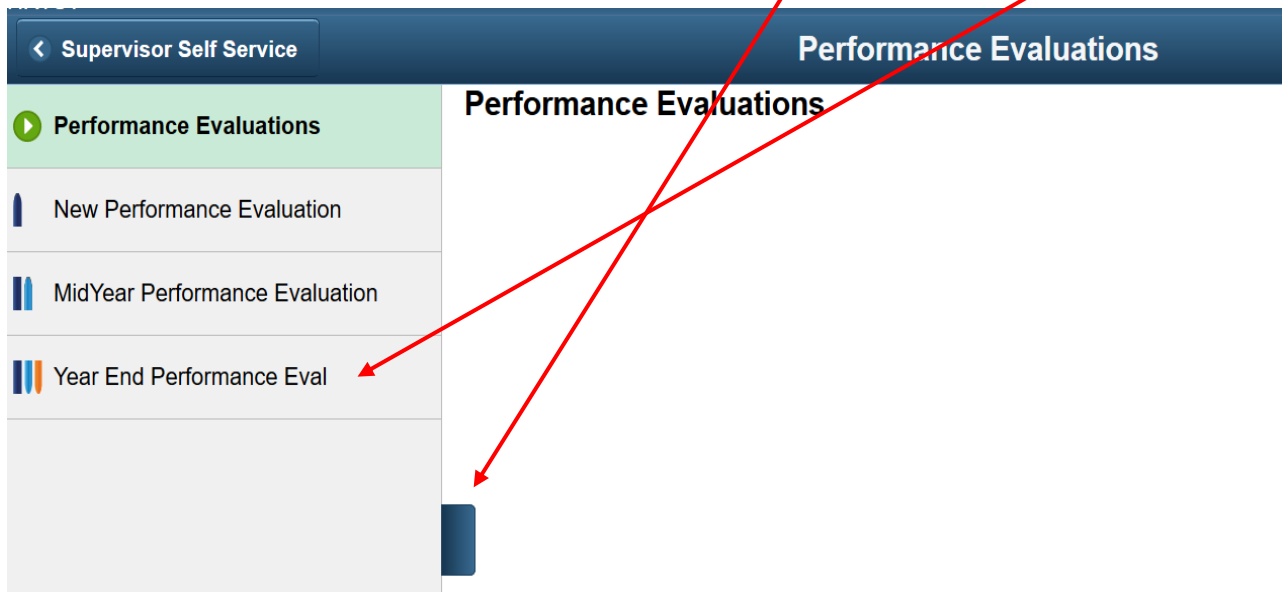 Supervisor Self Service
Performance Evaluations
Performance Evaluations
Performance Evaluations
New Performance Evaluation
MidYear Performance Evaluation
Year End Performance Eval